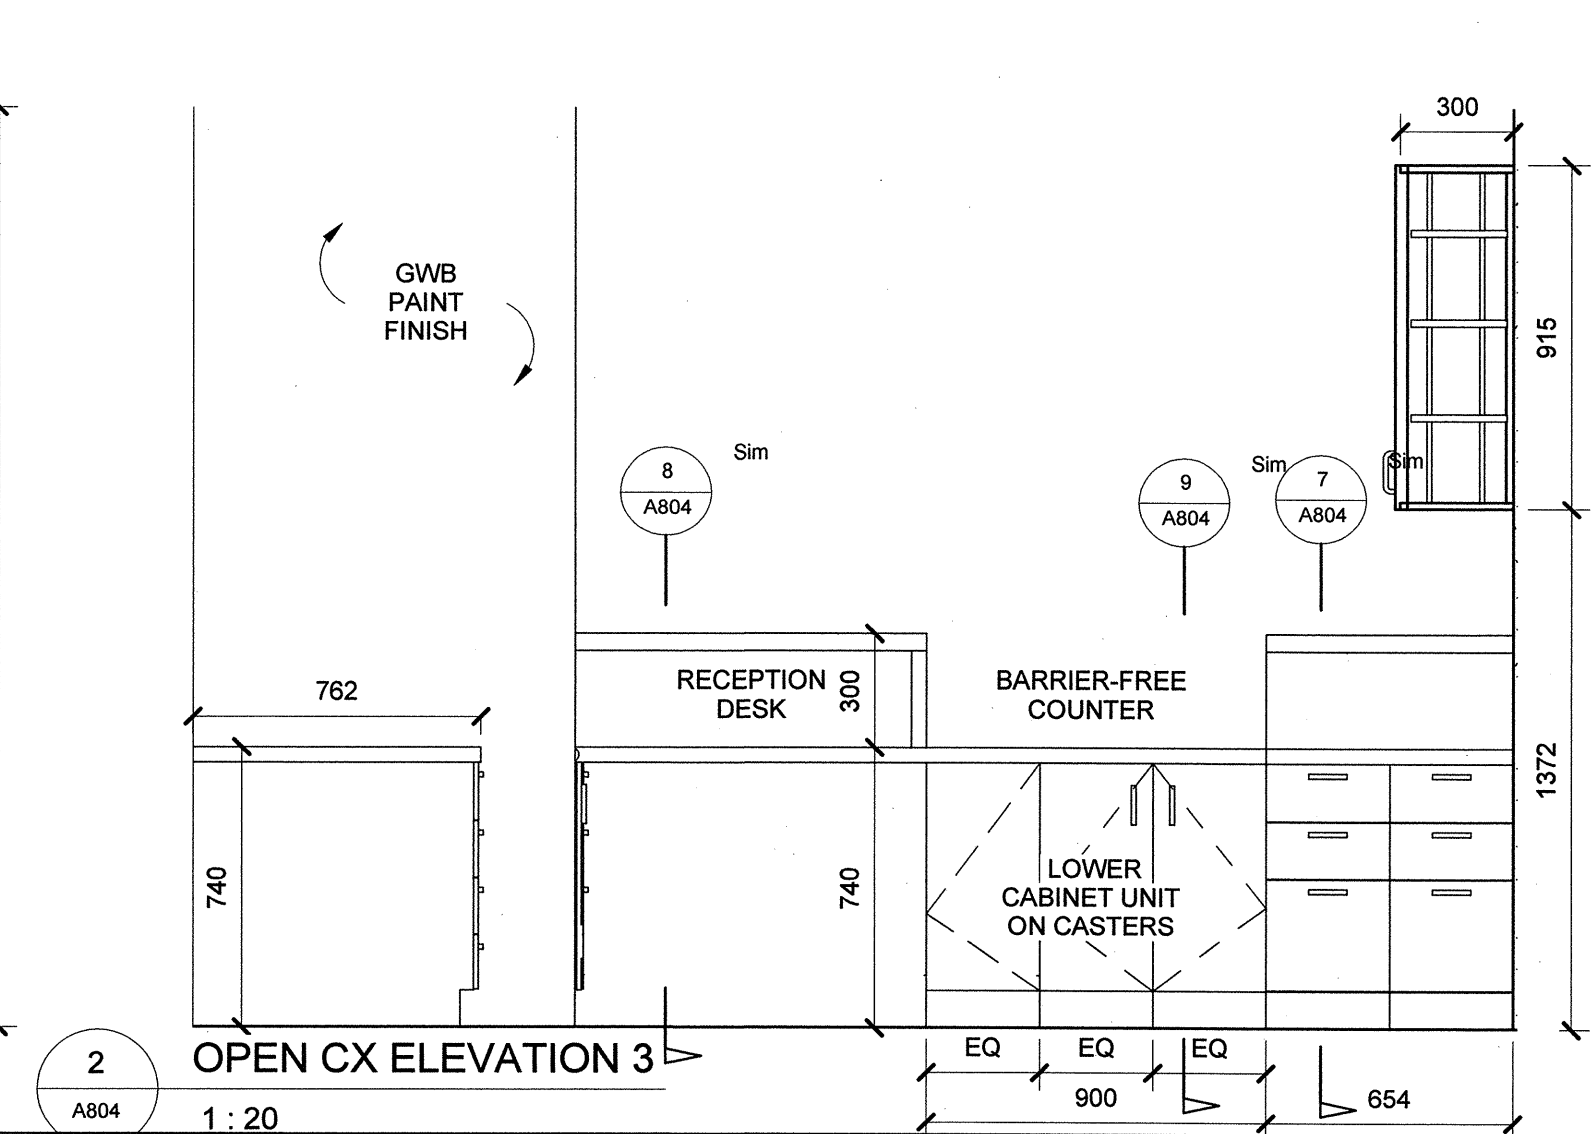 300
GWB
PAINT
FINISH
915
Sim
8
A804
9
A804
Sim
7
A804
Sim
762
RECEPTION
DESK
300
BARRIER-FREE
COUNTER
1372
740
740
LOWER
CABINET UNIT
ON CASTERS
2
A804
OPEN CX ELEVATION 3
1 : 20
EQ
EQ
EQ
900
654